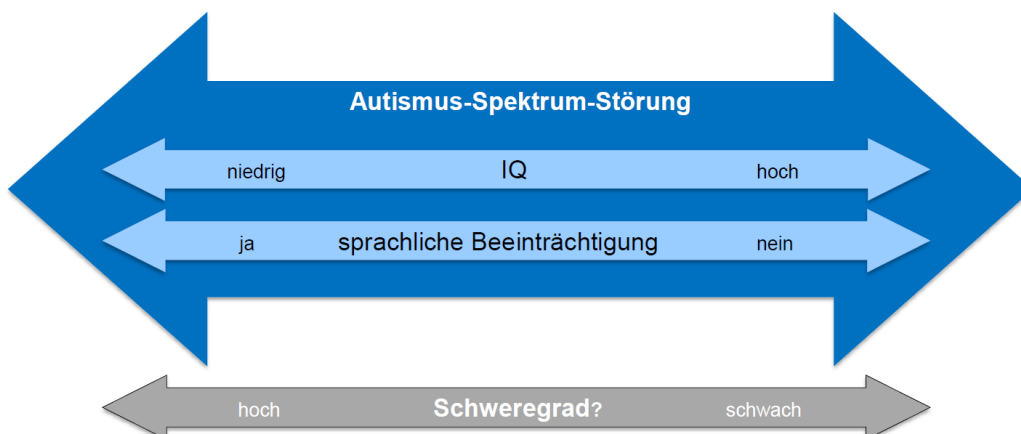 Autismus-Spektrum-Störung
niedrig IQ hoch
ja sprachliche Beeinträchtigung nein
hoch Schweregrad? schwach